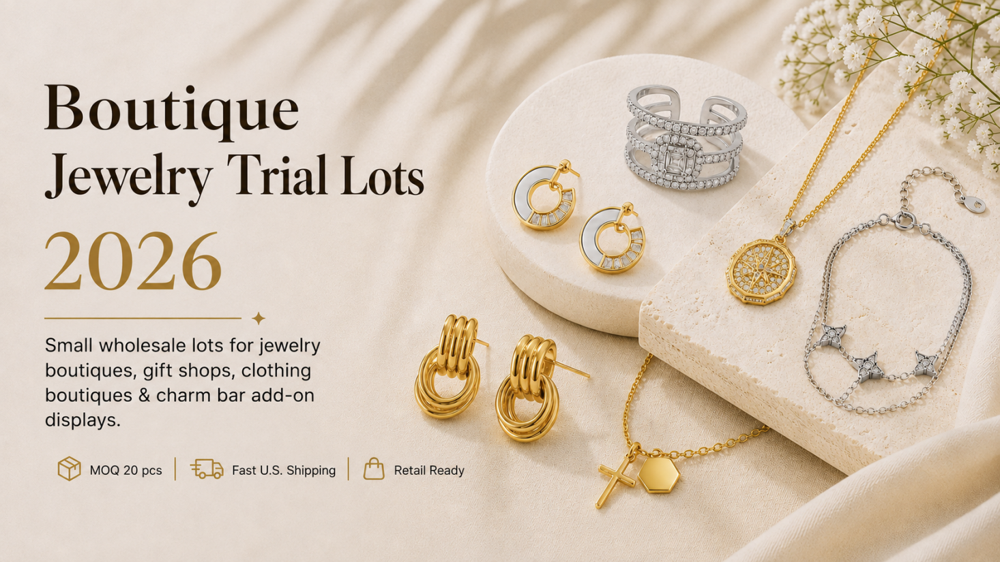 Boutique
Jewelry Trial Lots
2026
Small wholesale lots for jewelry
boutiques, gift shops, clothing
boutiques & charm bar add-on
displays.
MOQ 20 pcs
Fast U.S. Shipping
Retail Ready